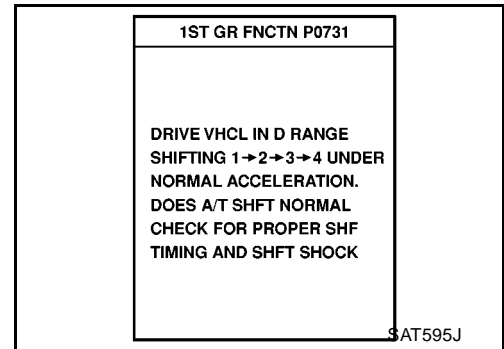 1ST GR FNCTN P0731
DRIVE VHCL IN D RANGE
SHIFTING 1→2→3→4 UNDER
NORMAL ACCELERATION.
DOES A/T SHFT NORMAL
CHECK FOR PROPER SHF
TIMING AND SHFT SHOCK
SAT595J